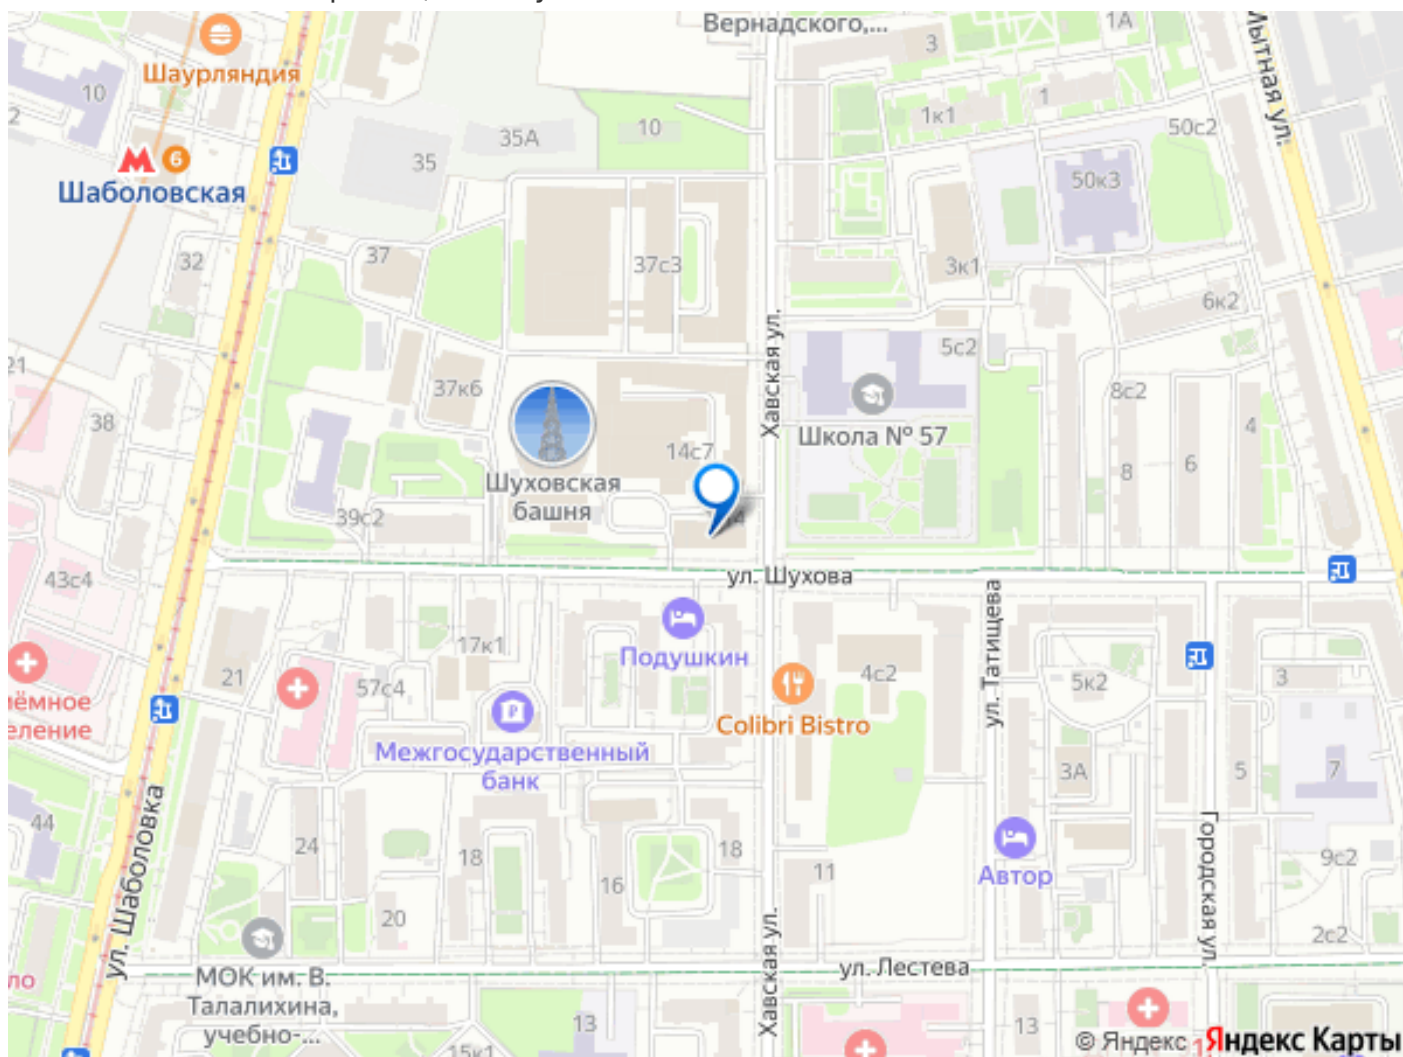 Вернадского,...
1А
3
Мытная ул.
Шаурляндия
10
2
35А
10
1к1
1
50с2
35
6
Шаболовская
50к3
32
37
37с3
3к1
6к2
21
5с2
Хавская ул.
37к6
8с2
38
Школа № 57
4
14с7
8
6
Шуховская
башня
39с2
43с4
ул. Шухова
17к1
Подушкин
ул. Татищева
21
57с4
4с2
5к2
3
Colibri Bistro
Межгосударственный
банк
3А
5
7
44
ул. Шаболовка
24
18
18
16
11
Автор
Городская ул.
9с2
20
2с2
Хавская ул.
ул. Лестева
МОК им. В.
Талалихина,
учебно-...
13
15к1
13
© Яндекс
Яндекс Карты